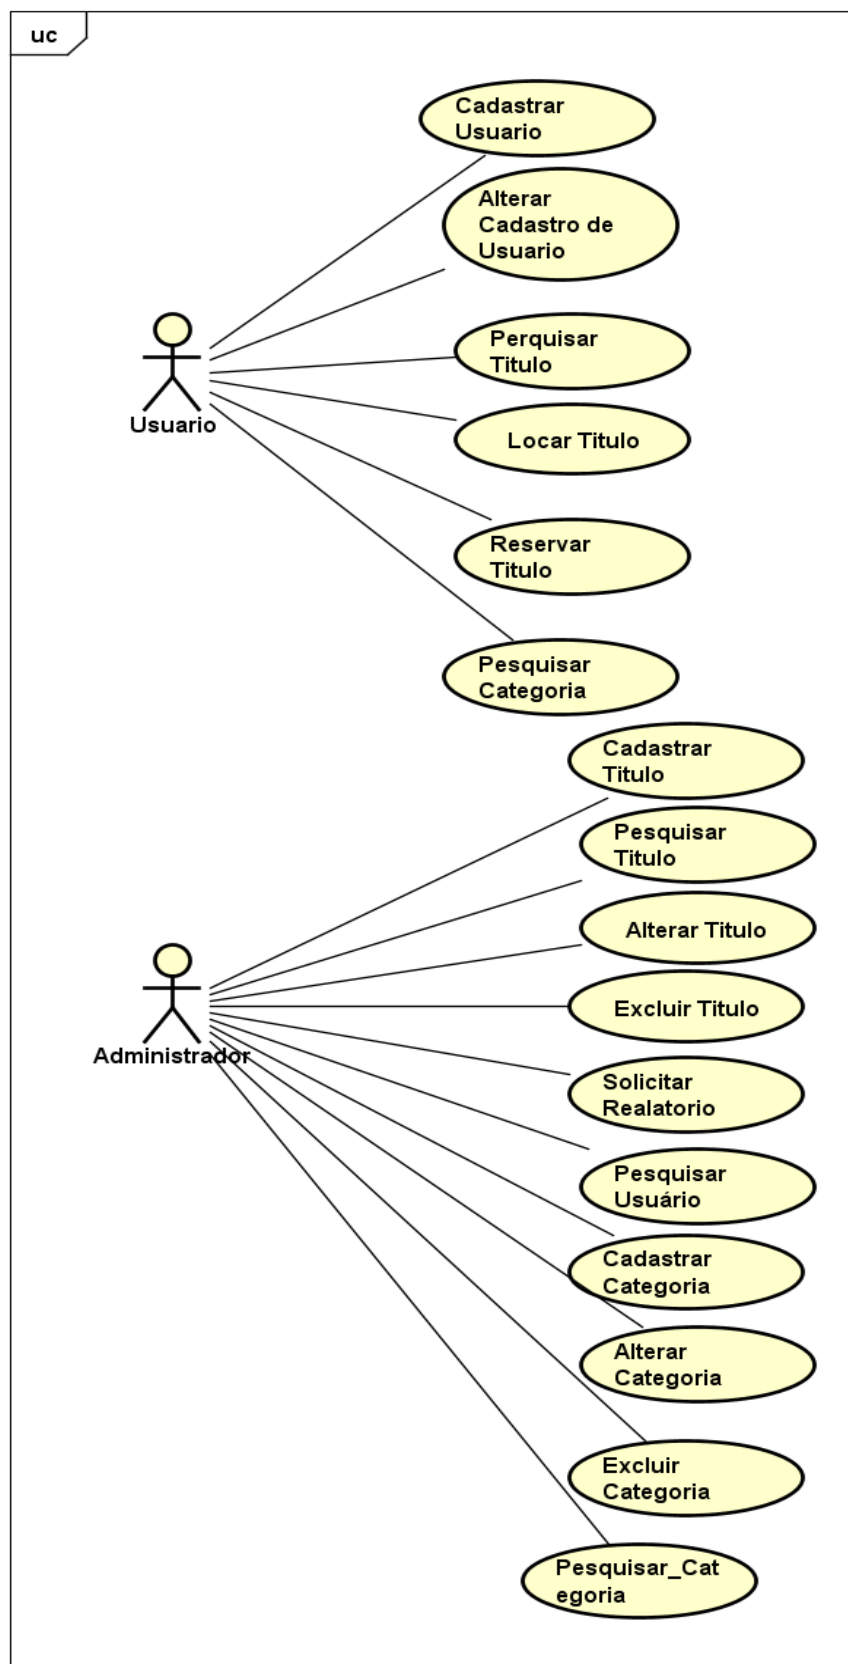 uc
Cadastrar
Usuario
Alterar
Cadastro de
Usuario
Perquisar
Titulo
Usuario
Locar Titulo
Reservar
Titulo
Pesquisar
Categoria
Cadastrar
Titulo
Pesquisar
Titulo
Alterar Titulo
Excluir Titulo
Administrador
Solicitar
Realatorio
Pesquisar
Usuário
Cadastrar
Categoria
Alterar
Categoria
Excluir
Categoria
Pesquisar_Cat
egoria